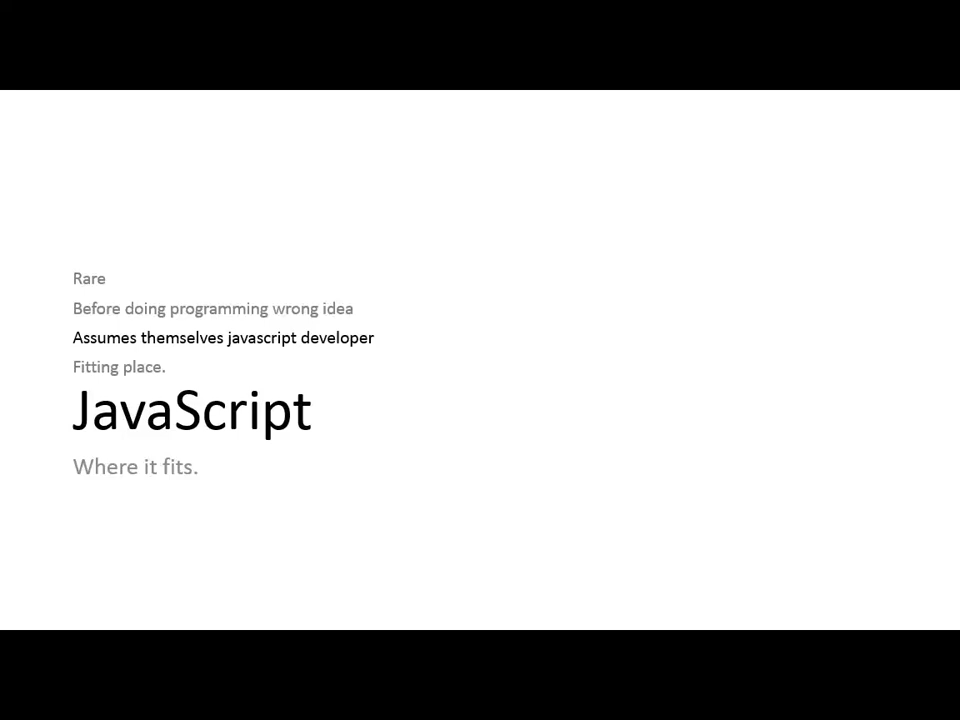 Rare
Before doing programming wrong idea
Assumes themselves javascript developer
Fitting place.
JavaScript
Where it fits.